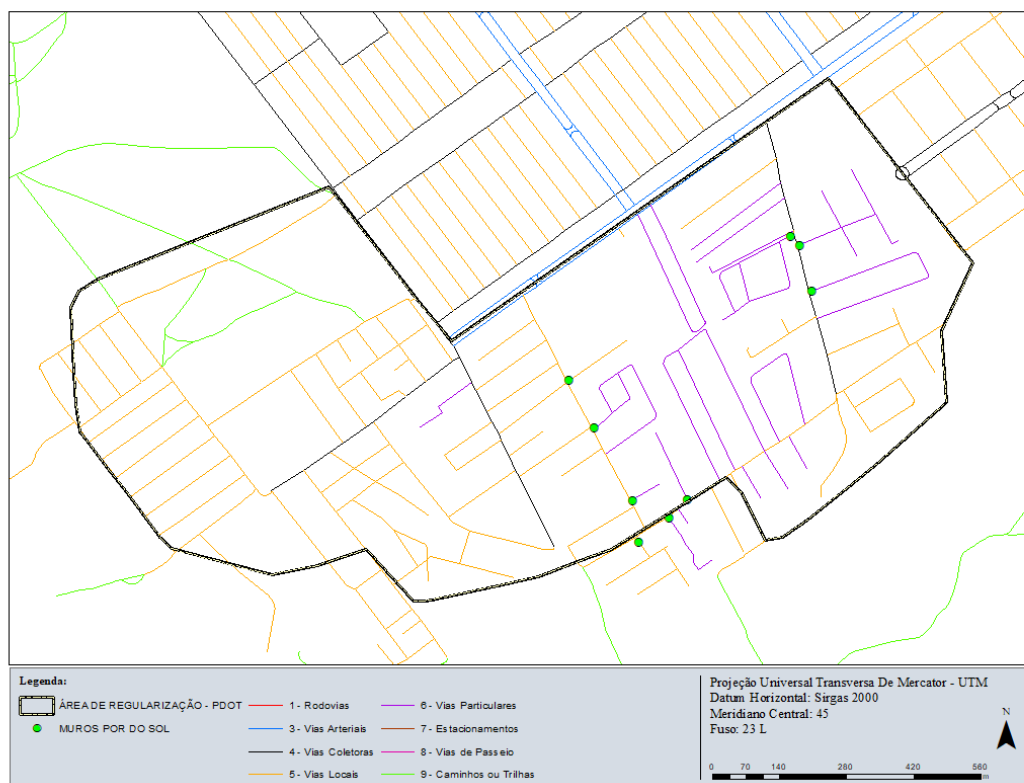 Legenda:
ÁREA DE REGULARIZAÇÃO - PDOT
MUROS POR DO SOL
1 - Rodovias
3 - Vias Arteriais
4 - Vias Coletoras
5 - Vias Locais
6 - Vias Particulares
7 - Estacionamentos
8 - Vias de Passeio
9 - Caminhos ou Trilhas
Projeção Universal Transversa De Mercator - UTM
Datum Horizontal: Sirgas 2000
Meridiano Central: 45
Fuso: 23 L
N
0 70 140 280 420 560
m